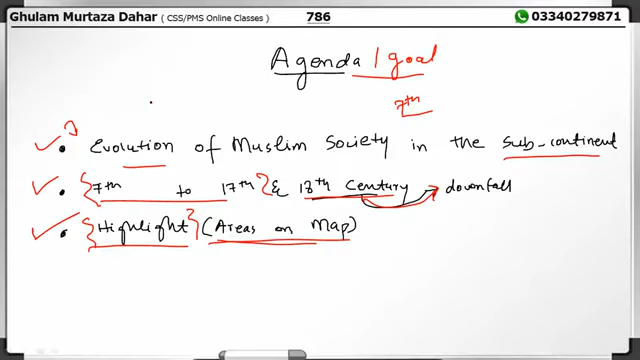 Ghulam Murtaza Dahar ( CSS/PMS Online Classes ) 786 03340279871
Agenda / goal
7th
Evolution of Muslim Society in the sub-continent
{ 7th to 17th } & 18th Century → downfall
{ Highlight } ( Areas on Map )